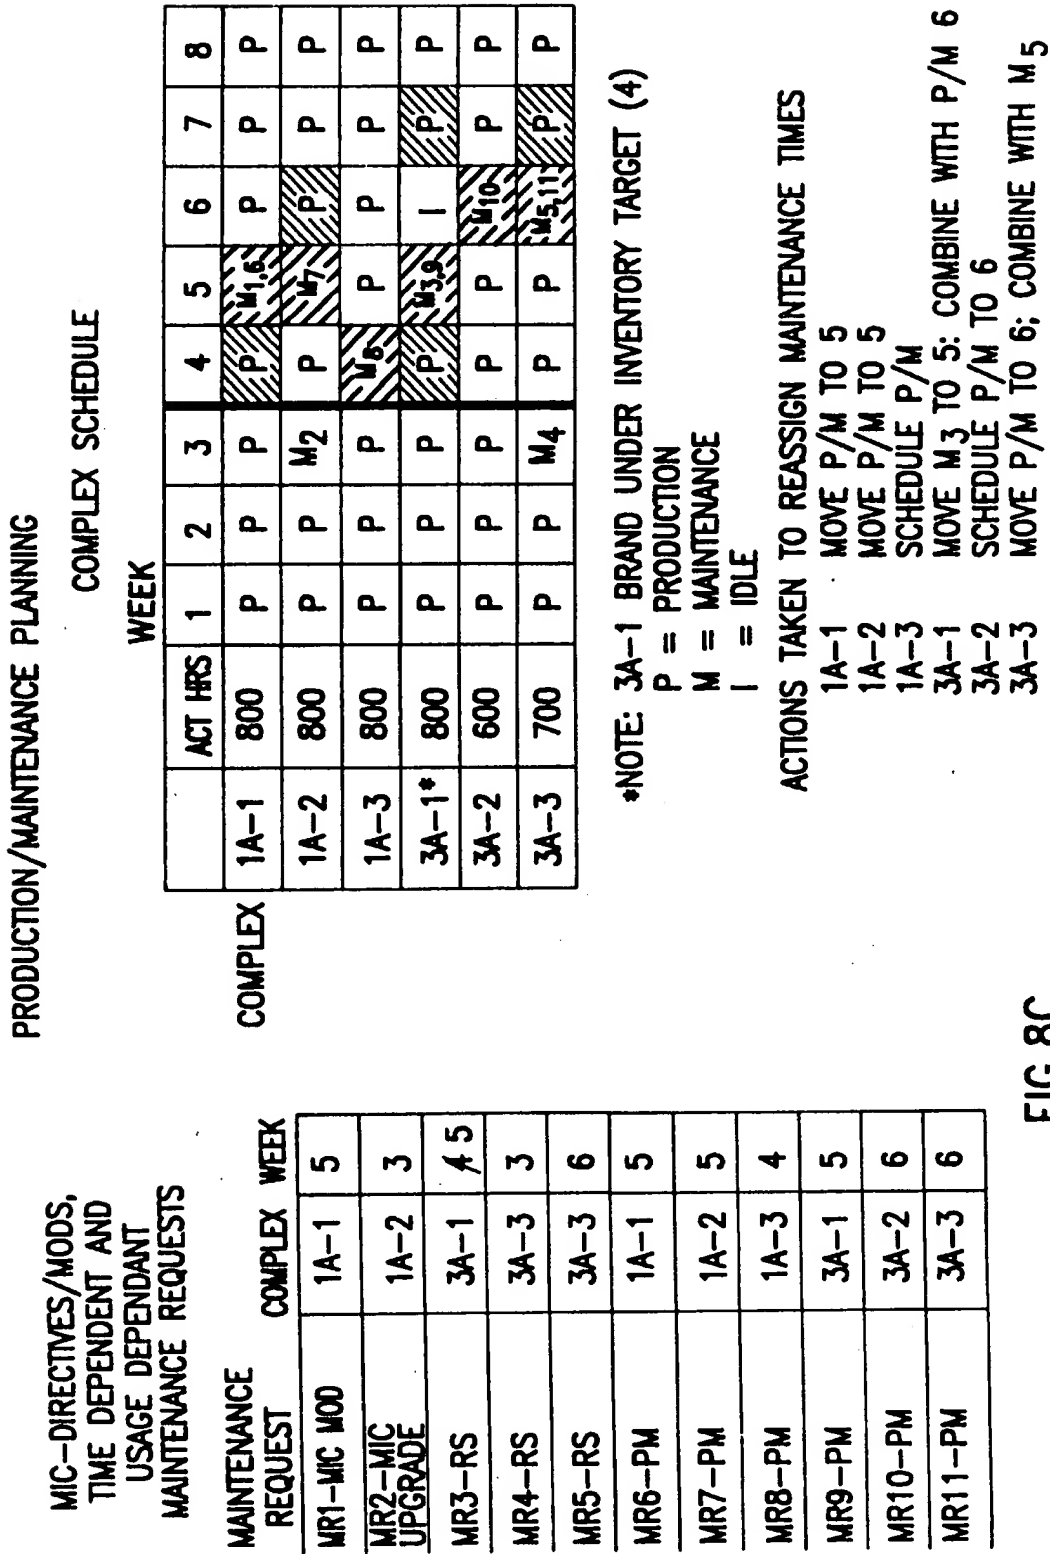 PRODUCTION/MAINTENANCE PLANNING
MIC-DIRECTIVES/MODS,
TIME DEPENDENT AND
USAGE DEPENDANT
MAINTENANCE REQUESTS
MAINTENANCE
REQUEST COMPLEX WEEK
MR1-MIC MOD 1A-1 5
MR2-MIC
UPGRADE 1A-2 3
MR3-RS 3A-1 4 5
MR4-RS 3A-3 3
MR5-RS 3A-3 6
MR6-PM 1A-1 5
MR7-PM 1A-2 5
MR8-PM 1A-3 4
MR9-PM 3A-1 5
MR10-PM 3A-2 6
MR11-PM 3A-3 6
COMPLEX SCHEDULE
WEEK
ACT HRS 1 2 3 4 5 6 7 8
COMPLEX 1A-1 800 P P P P M1,6 P P P
1A-2 800 P P M2 P M7 P P P
1A-3 800 P P P M8 P P P P
3A-1* 800 P P P P M3,9 I P P
3A-2 600 P P P P P M10 P P
3A-3 700 P P M4 P P M5,11 P P
*NOTE: 3A-1 BRAND UNDER INVENTORY TARGET (4)
P = PRODUCTION
M = MAINTENANCE
I = IDLE
ACTIONS TAKEN TO REASSIGN MAINTENANCE TIMES
1A-1 MOVE P/M TO 5
1A-2 MOVE P/M TO 5
1A-3 SCHEDULE P/M
3A-1 MOVE M3 TO 5: COMBINE WITH P/M 6
3A-2 SCHEDULE P/M TO 6
3A-3 MOVE P/M TO 6; COMBINE WITH M5
FIG.8C